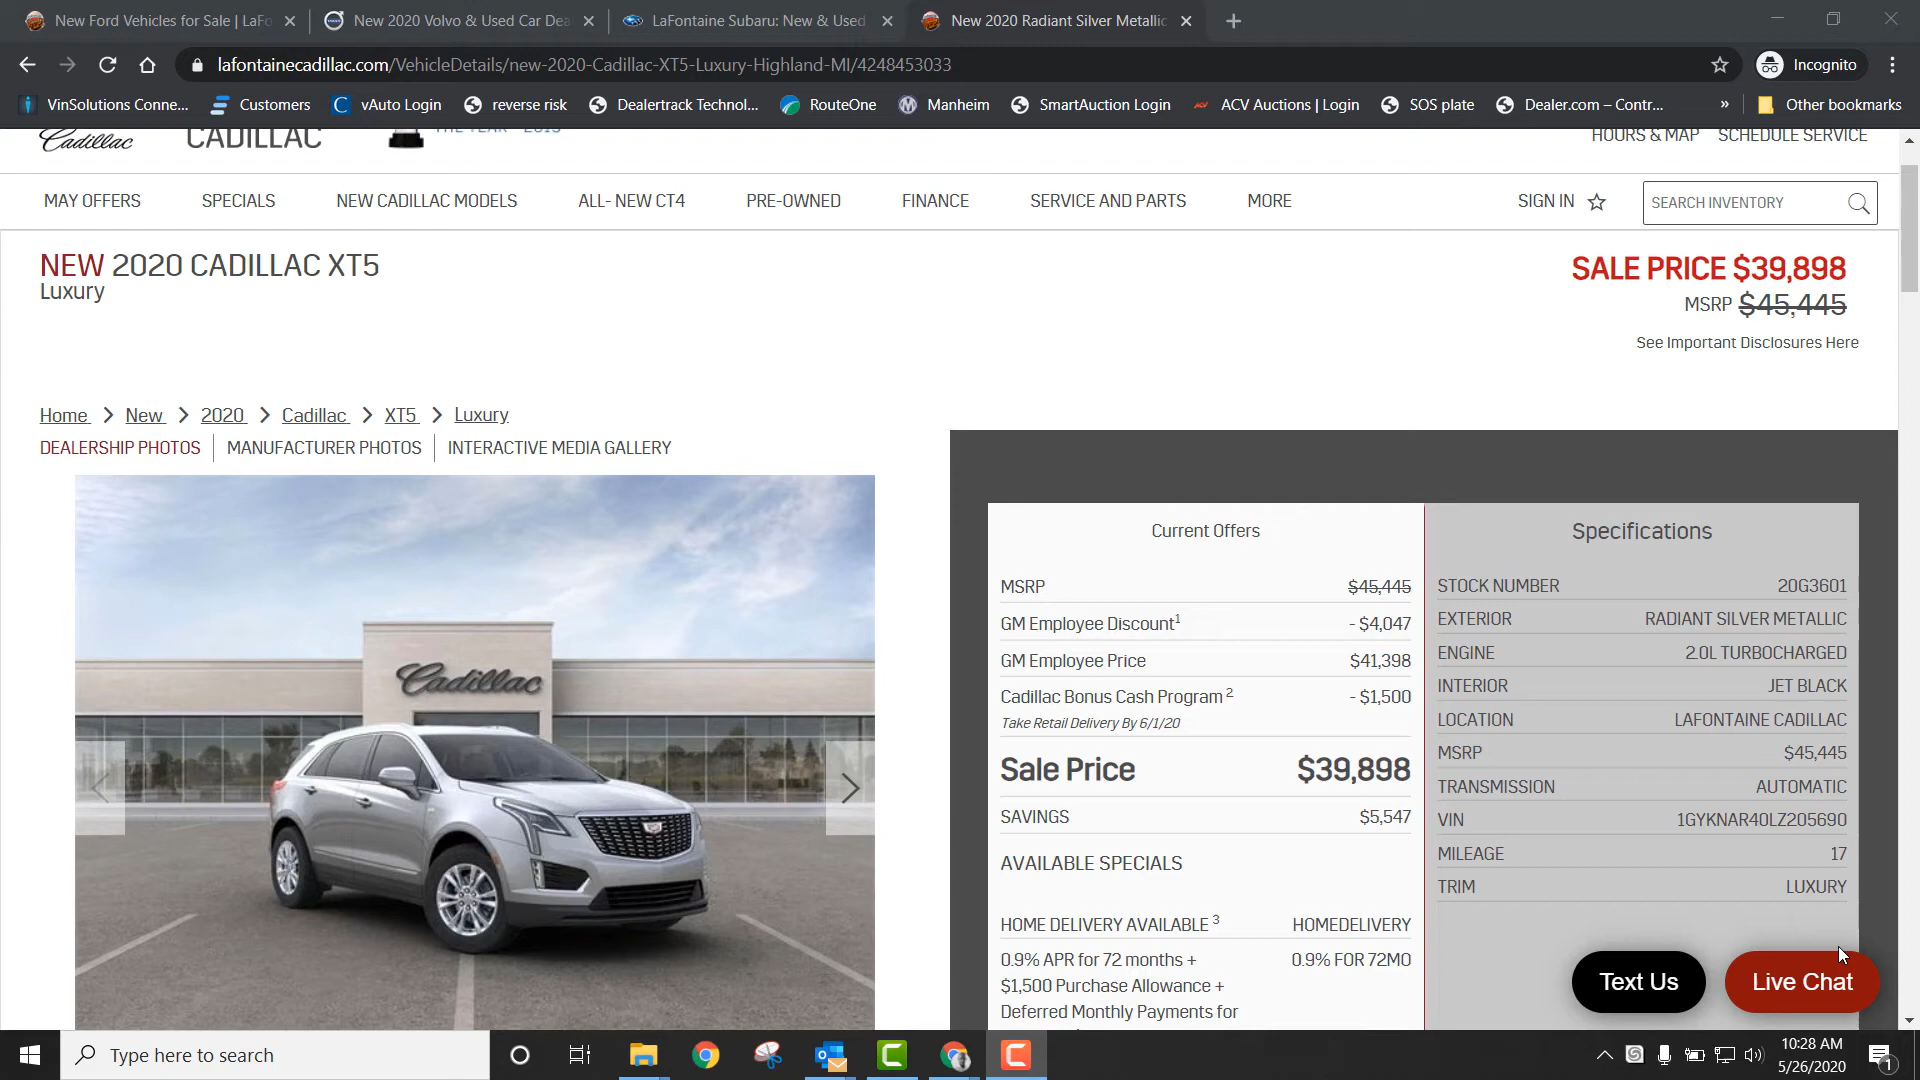 New Ford Vehicles for Sale | LaFo
New 2020 Volvo & Used Car Dea
LaFontaine Subaru: New & Used
New 2020 Radiant Silver Metallic
lafontainecadillac.com/VehicleDetails/new-2020-Cadillac-XT5-Luxury-Highland-MI/4248453033
Incognito
VinSolutions Conne...
Customers
vAuto Login
reverse risk
Dealertrack Technol...
RouteOne
Manheim
SmartAuction Login
ACV Auctions | Login
SOS plate
Dealer.com – Contr...
»
Other bookmarks
Cadillac
CADILLAC
HOURS & MAP
SCHEDULE SERVICE
MAY OFFERS
SPECIALS
NEW CADILLAC MODELS
ALL- NEW CT4
PRE-OWNED
FINANCE
SERVICE AND PARTS
MORE
SIGN IN
SEARCH INVENTORY
NEW 2020 CADILLAC XT5
Luxury
SALE PRICE $39,898
MSRP $45,445
See Important Disclosures Here
Home > New > 2020 > Cadillac > XT5 > Luxury
DEALERSHIP PHOTOS | MANUFACTURER PHOTOS | INTERACTIVE MEDIA GALLERY
Cadillac
Current Offers
MSRP $45,445
GM Employee Discount1 - $4,047
GM Employee Price $41,398
Cadillac Bonus Cash Program 2 - $1,500
Take Retail Delivery By 6/1/20
Sale Price $39,898
SAVINGS $5,547
AVAILABLE SPECIALS
HOME DELIVERY AVAILABLE 3 HOMEDELIVERY
0.9% APR for 72 months + 0.9% FOR 72MO
$1,500 Purchase Allowance +
Deferred Monthly Payments for
Specifications
STOCK NUMBER 20G3601
EXTERIOR RADIANT SILVER METALLIC
ENGINE 2.0L TURBOCHARGED
INTERIOR JET BLACK
LOCATION LAFONTAINE CADILLAC
MSRP $45,445
TRANSMISSION AUTOMATIC
VIN 1GYKNAR40LZ205690
MILEAGE 17
TRIM LUXURY
Text Us
Live Chat
Type here to search
10:28 AM
5/26/2020
1